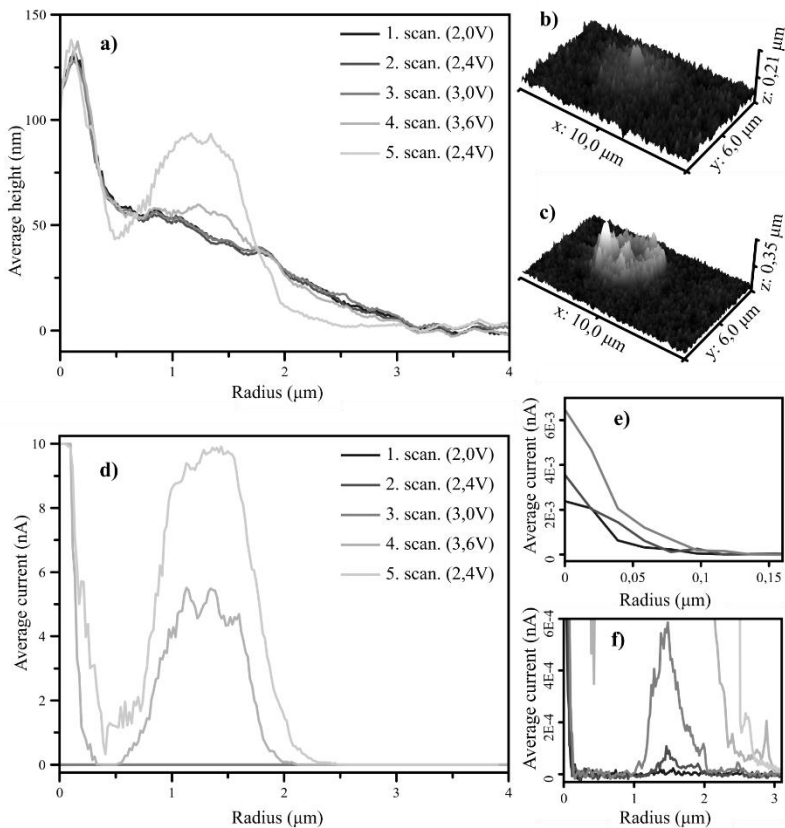 a)
150
100
50
0
Average height (nm)
0
1
2
3
4
Radius (μm)
1. scan. (2,0V)
2. scan. (2,4V)
3. scan. (3,0V)
4. scan. (3,6V)
5. scan. (2,4V)
b)
x: 10,0 μm
y: 6,0 μm
z: 0,21 μm
c)
x: 10,0 μm
y: 6,0 μm
z: 0,35 μm
d)
10
8
6
4
2
0
Average current (nA)
0
1
2
3
4
Radius (μm)
1. scan. (2,0V)
2. scan. (2,4V)
3. scan. (3,0V)
4. scan. (3,6V)
5. scan. (2,4V)
e)
6E-3
4E-3
2E-3
0
Average current (nA)
0
0,05
0,1
0,15
Radius (μm)
f)
6E-4
4E-4
2E-4
0
Average current (nA)
0
1
2
3
Radius (μm)